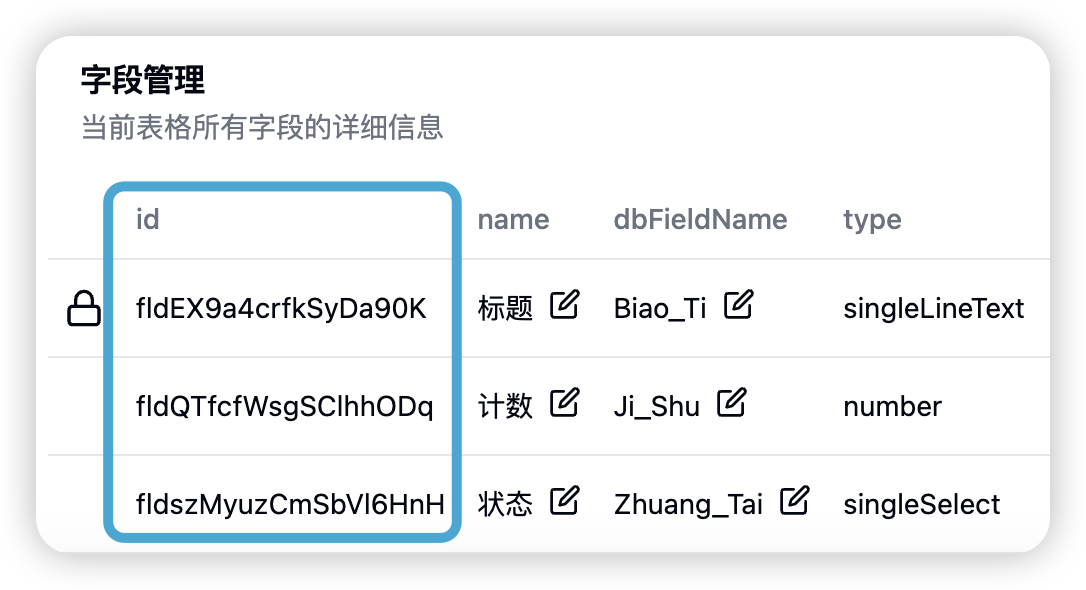 字段管理
当前表格所有字段的详细信息
id name dbFieldName type
fldEX9a4crfkSyDa90K 标题 Biao_Ti singleLineText
fldQTfcfWsgSClhhODq 计数 Ji_Shu number
fldszMyuzCmSbVl6HnH 状态 Zhuang_Tai singleSelect